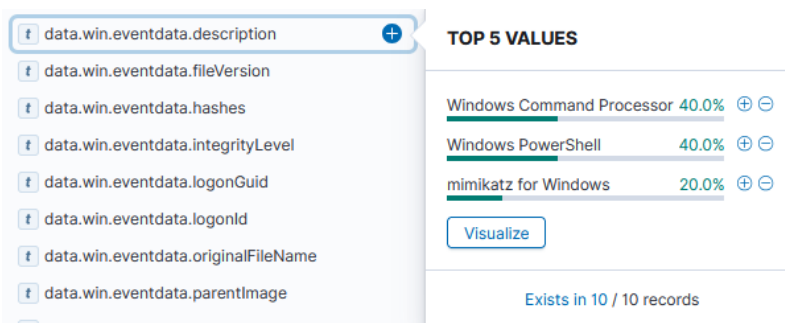 t data.win.eventdata.description
t data.win.eventdata.fileVersion
t data.win.eventdata.hashes
t data.win.eventdata.integrityLevel
t data.win.eventdata.logonGuid
t data.win.eventdata.logonId
t data.win.eventdata.originalFileName
t data.win.eventdata.parentImage
TOP 5 VALUES
Windows Command Processor 40.0%
Windows PowerShell 40.0%
mimikatz for Windows 20.0%
Visualize
Exists in 10 / 10 records